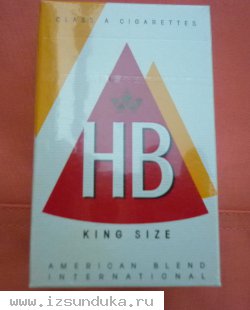 CLASS A CIGARETTES
HB
KING SIZE
AMERICAN BLEND
INTERNATIONAL
www.izsunduka.ru